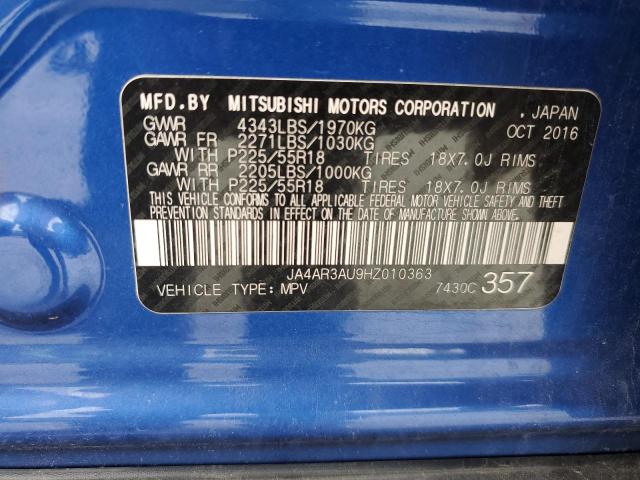 MFD.BY MITSUBISHI MOTORS CORPORATION . JAPAN
GVWR 4343LBS/1970KG OCT 2016
GAWR FR 2271LBS/1030KG
WITH P225/55R18 TIRES 18X7.0J RIMS
GAWR RR 2205LBS/1000KG
WITH P225/55R18 TIRES 18X7.0J RIMS
THIS VEHICLE CONFORMS TO ALL APPLICABLE FEDERAL MOTOR VEHICLE SAFETY AND THEFT
PREVENTION STANDARDS IN EFFECT ON THE DATE OF MANUFACTURE SHOWN ABOVE.
JA4AR3AU9HZ010363
VEHICLE TYPE: MPV 7430C 357